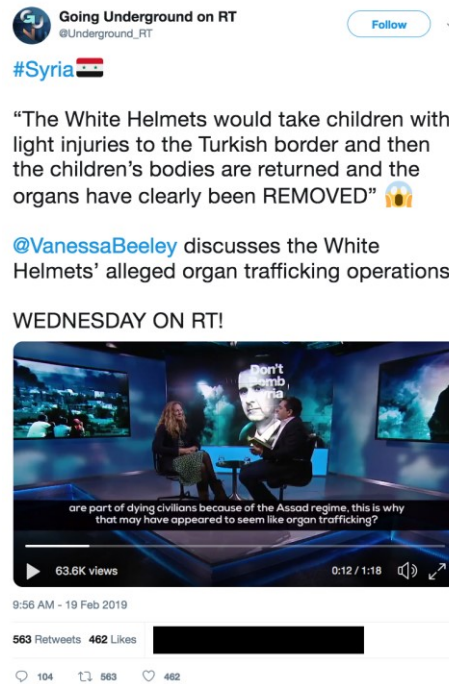 Going Underground on RT
@Underground_RT
Follow
#Syria
“The White Helmets would take children with
light injuries to the Turkish border and then
the children’s bodies are returned and the
organs have clearly been REMOVED”
@VanessaBeeley discusses the White
Helmets’ alleged organ trafficking operations
WEDNESDAY ON RT!
Don't
Bomb
Syria
are part of dying civilians because of the Assad regime, this is why
that may have appeared to seem like organ trafficking?
63.6K views
0:12 / 1:18
9:56 AM - 19 Feb 2019
563 Retweets 462 Likes
104 563 462